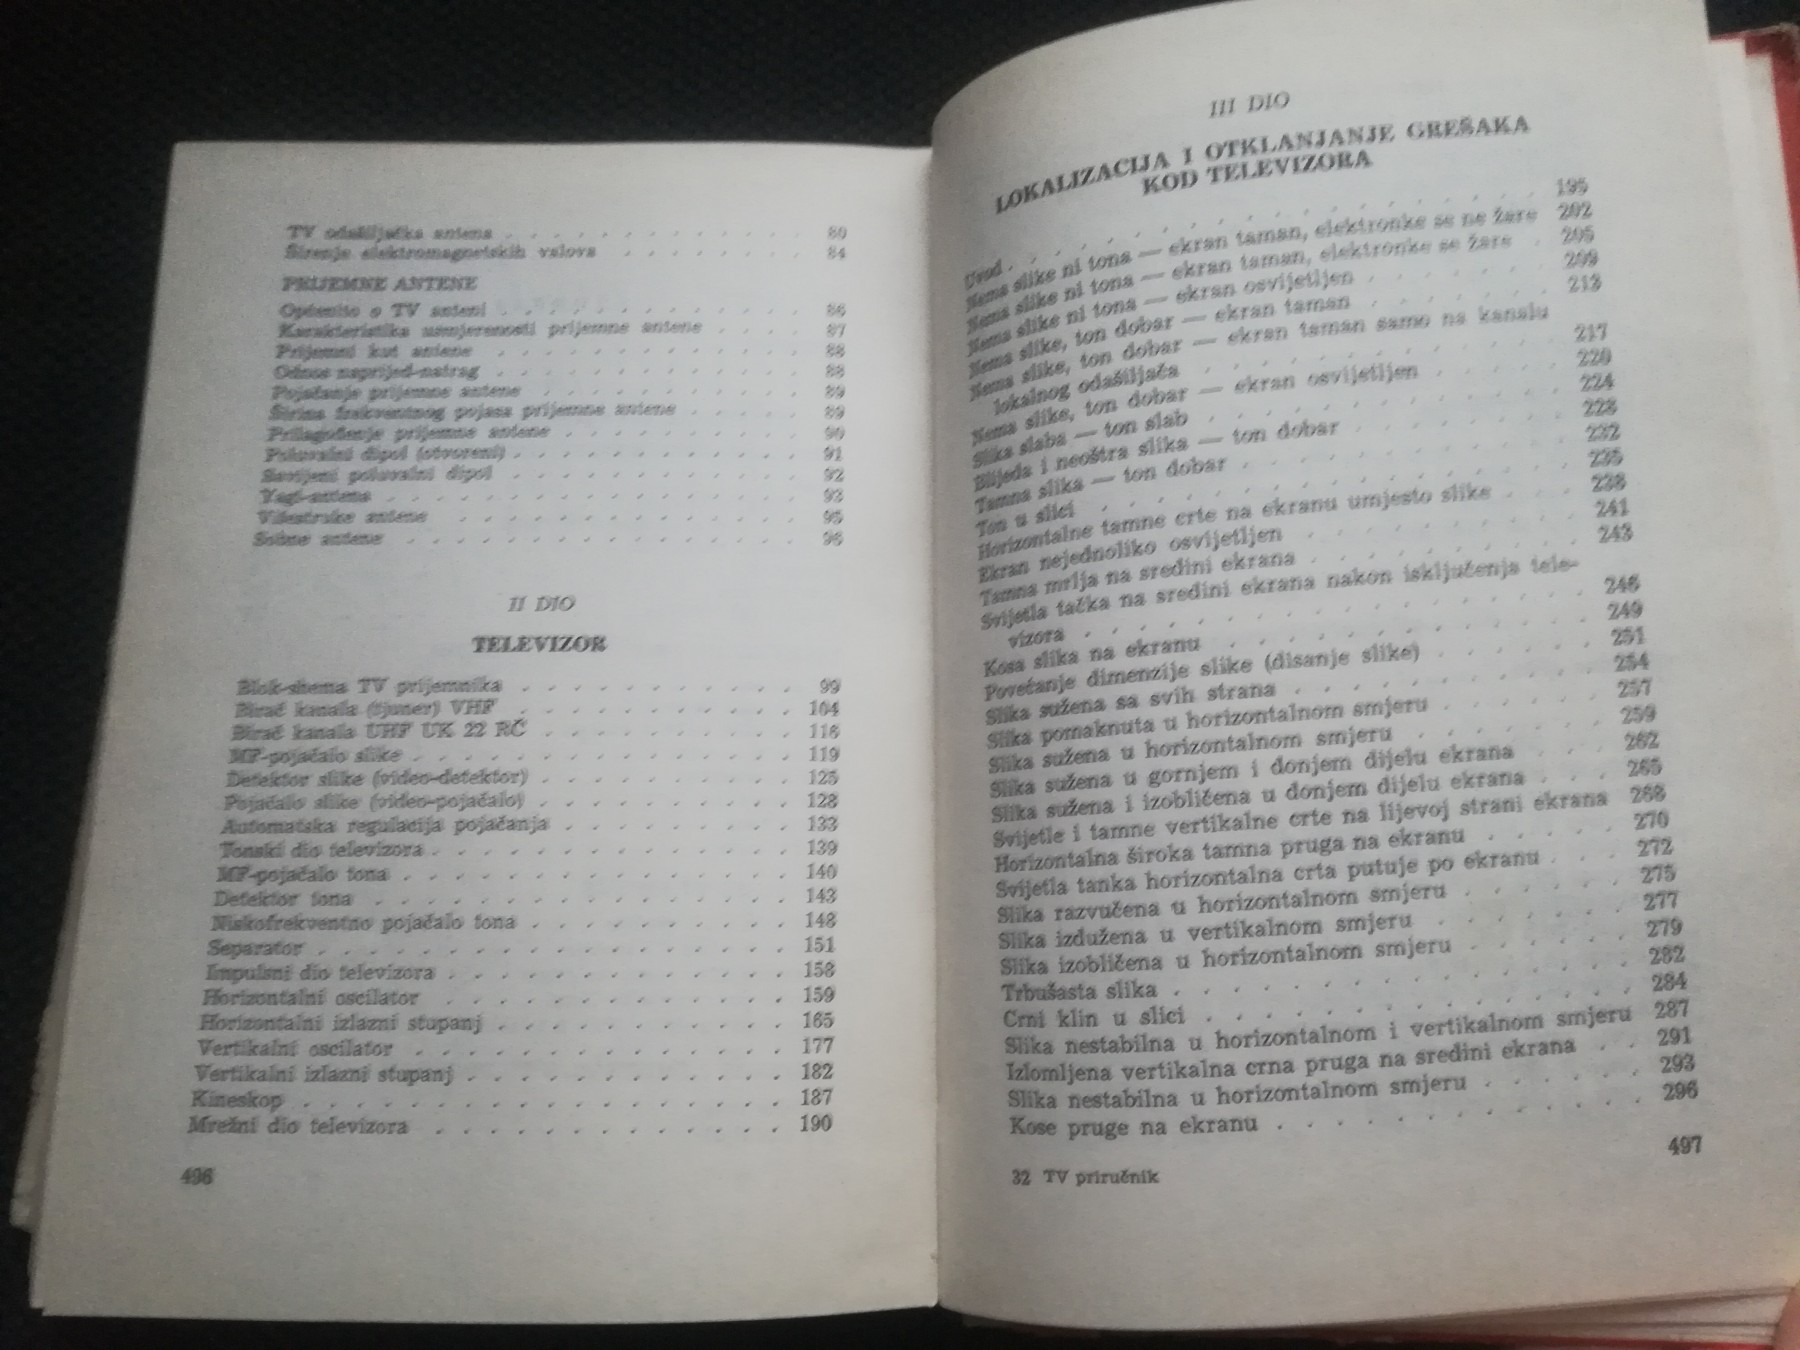 TV odašiljačka antena . . . . . . . . . . . . 80
Širenje elektromagnetskih valova . . . . . . . . 84
PRIJEMNE ANTENE
Općenito o TV anteni . . . . . . . . . . . . 86
Karakteristika usmjerenosti prijemne antene . . . . 87
Prijemni kut antene . . . . . . . . . . . . 88
Odnos naprijed-natrag . . . . . . . . . . . . 88
Pojačanje prijemne antene . . . . . . . . . . 89
Širina frekventnog pojasa prijemne antene . . . . . 89
Prilagođenje prijemne antene . . . . . . . . . 90
Poluvalni dipol (otvoreni) . . . . . . . . . . . 91
Savijeni poluvalni dipol . . . . . . . . . . . 92
Yagi-antena . . . . . . . . . . . . . . . 93
Višestruke antene . . . . . . . . . . . . . 95
Sobne antene . . . . . . . . . . . . . . . 96
II DIO
TELEVIZOR
Blok-shema TV prijemnika . . . . . . . . . . . 99
Birač kanala (tjuner) VHF . . . . . . . . . . . 104
Birač kanala UHF UK 22 RČ . . . . . . . . . . 116
MF-pojačalo slike . . . . . . . . . . . . . . 119
Detektor slike (video-detektor) . . . . . . . . . 125
Pojačalo slike (video-pojačalo) . . . . . . . . . 128
Automatska regulacija pojačanja . . . . . . . . . 133
Tonski dio televizora . . . . . . . . . . . . . 139
MF-pojačalo tona . . . . . . . . . . . . . . 140
Detektor tona . . . . . . . . . . . . . . . 143
Niskofrekventno pojačalo tona . . . . . . . . . . 148
Separator . . . . . . . . . . . . . . . . . 151
Impulsni dio televizora . . . . . . . . . . . . 158
Horizontalni oscilator . . . . . . . . . . . . . 159
Horizontalni izlazni stupanj . . . . . . . . . . . 165
Vertikalni oscilator . . . . . . . . . . . . . . 177
Vertikalni izlazni stupanj . . . . . . . . . . . . 182
Kineskop . . . . . . . . . . . . . . . . . . 187
Mrežni dio televizora . . . . . . . . . . . . . 190
496
III DIO
LOKALIZACIJA I OTKLANJANJE GREŠAKA
KOD TELEVIZORA
Uvod . . . . . . . . . . . . . . . . . . 195
Nema slike ni tona — ekran taman, elektronke se ne žare 202
Nema slike ni tona — ekran taman, elektronke se žare . 205
Nema slike ni tona — ekran osvijetljen . . . . . . 209
Nema slike, ton dobar — ekran taman . . . . . . 213
Nema slike, ton dobar — ekran taman samo na kanalu
lokalnog odašiljača . . . . . . . . . . . . 217
Nema slike, ton dobar — ekran osvijetljen . . . . . 220
Slika slaba — ton slab . . . . . . . . . . . . 224
Blijeda i neoštra slika — ton dobar . . . . . . . 228
Tamna slika — ton dobar . . . . . . . . . . . 232
Ton u slici . . . . . . . . . . . . . . . . 235
Horizontalne tamne crte na ekranu umjesto slike . . . 238
Ekran nejednoliko osvijetljen . . . . . . . . . . 241
Tamna mrlja na sredini ekrana . . . . . . . . . 243
Svijetla tačka na sredini ekrana nakon isključenja tele-
vizora . . . . . . . . . . . . . . . . . 246
Kosa slika na ekranu . . . . . . . . . . . . . 249
Povećanje dimenzije slike (disanje slike) . . . . . . 251
Slika sužena sa svih strana . . . . . . . . . . . 254
Slika pomaknuta u horizontalnom smjeru . . . . . . 257
Slika sužena u horizontalnom smjeru . . . . . . . 259
Slika sužena u gornjem i donjem dijelu ekrana . . . . 262
Slika sužena i izobličena u donjem dijelu ekrana . . . 265
Svijetle i tamne vertikalne crte na lijevoj strani ekrana 268
Horizontalna široka tamna pruga na ekranu . . . . . 270
Svijetla tanka horizontalna crta putuje po ekranu . . . 272
Slika razvučena u horizontalnom smjeru . . . . . . 275
Slika izdužena u vertikalnom smjeru . . . . . . . 277
Slika izobličena u horizontalnom smjeru . . . . . . 279
Trbušasta slika . . . . . . . . . . . . . . . 282
Crni klin u slici . . . . . . . . . . . . . . . 284
Slika nestabilna u horizontalnom i vertikalnom smjeru 287
Izlomljena vertikalna crna pruga na sredini ekrana . . 291
Slika nestabilna u horizontalnom smjeru . . . . . . 293
Kose pruge na ekranu . . . . . . . . . . . . 296
32 TV priručnik
497